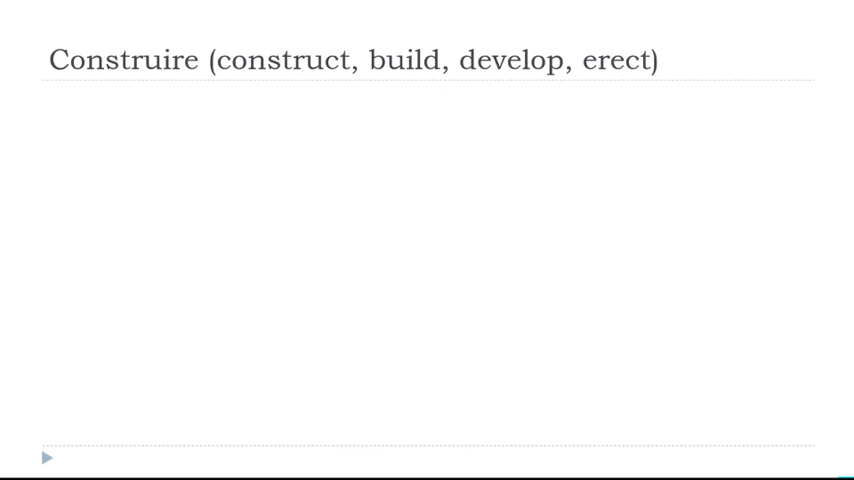 Construire (construct, build, develop, erect)